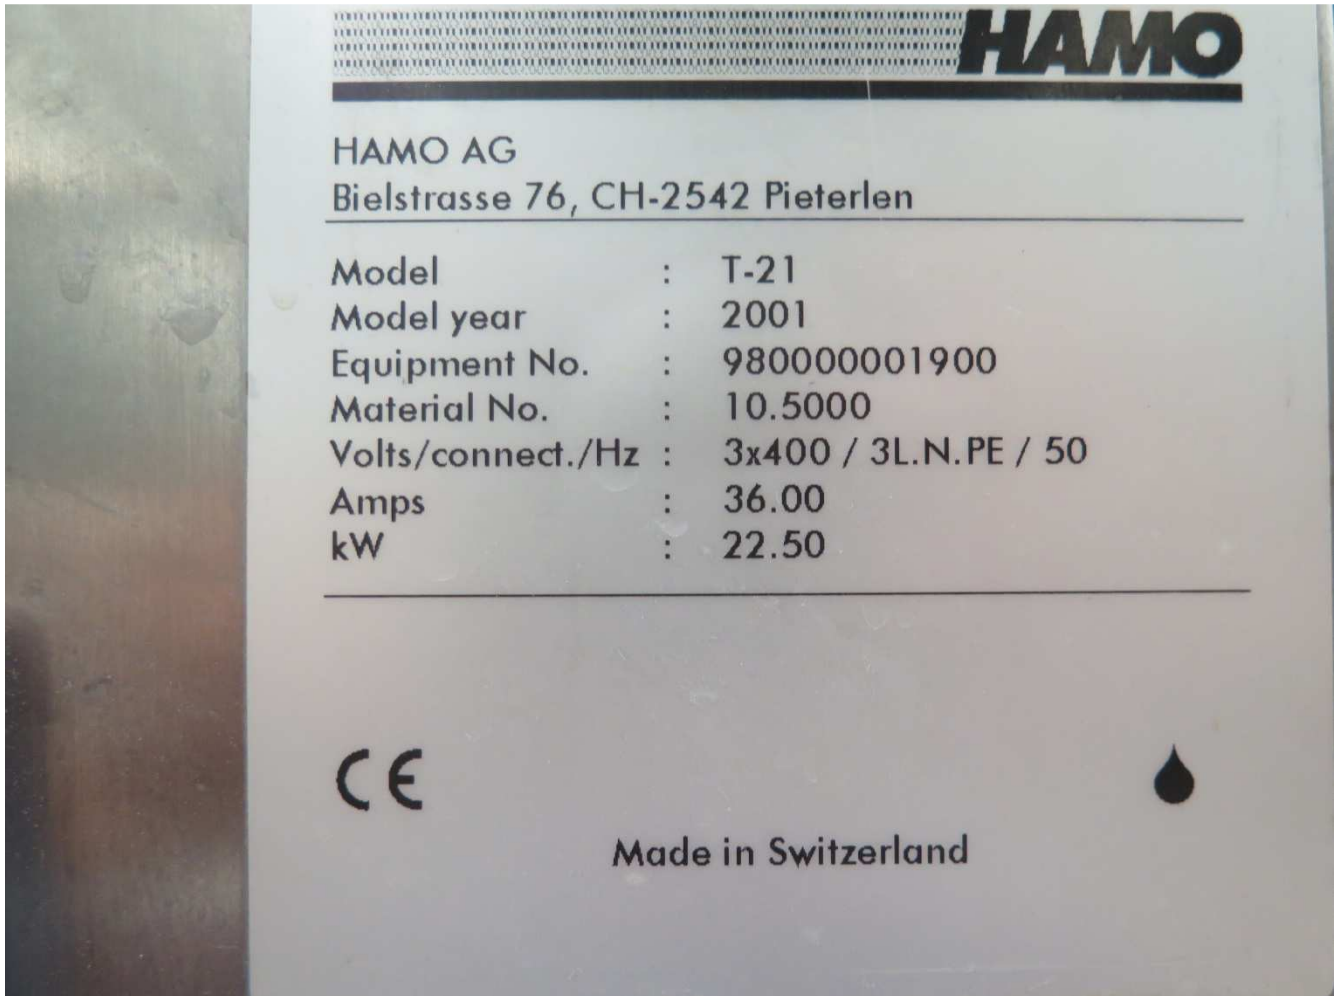 HAMO
HAMO AG
Bielstrasse 76, CH-2542 Pieterlen
Model : T-21
Model year : 2001
Equipment No. : 980000001900
Material No. : 10.5000
Volts/connect./Hz : 3x400 / 3L.N.PE / 50
Amps : 36.00
kW : 22.50
CE
Made in Switzerland